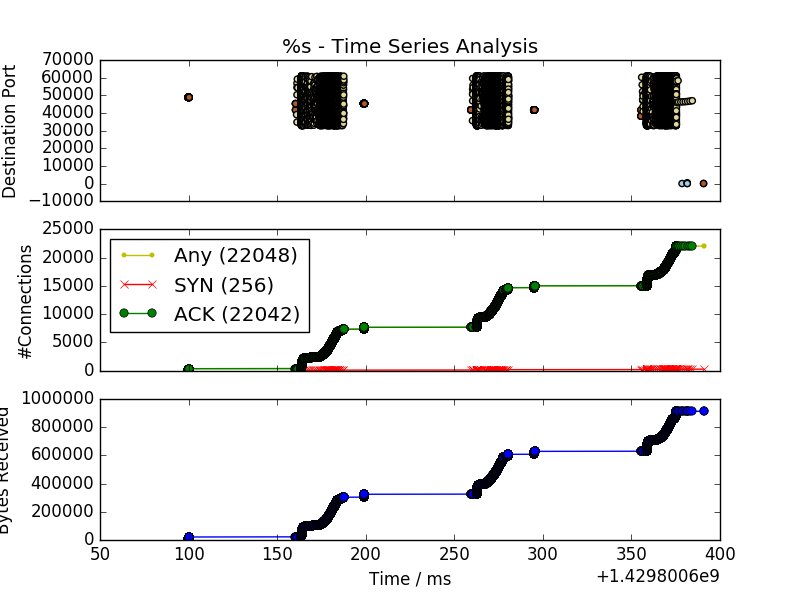 %s - Time Series Analysis
Destination Port
70000
60000
50000
40000
30000
20000
10000
0
−10000
#Connections
25000
20000
15000
10000
5000
0
Any (22048)
SYN (256)
ACK (22042)
Bytes Received
1000000
800000
600000
400000
200000
0
50 100 150 200 250 300 350 400
Time / ms
+1.4298006e9